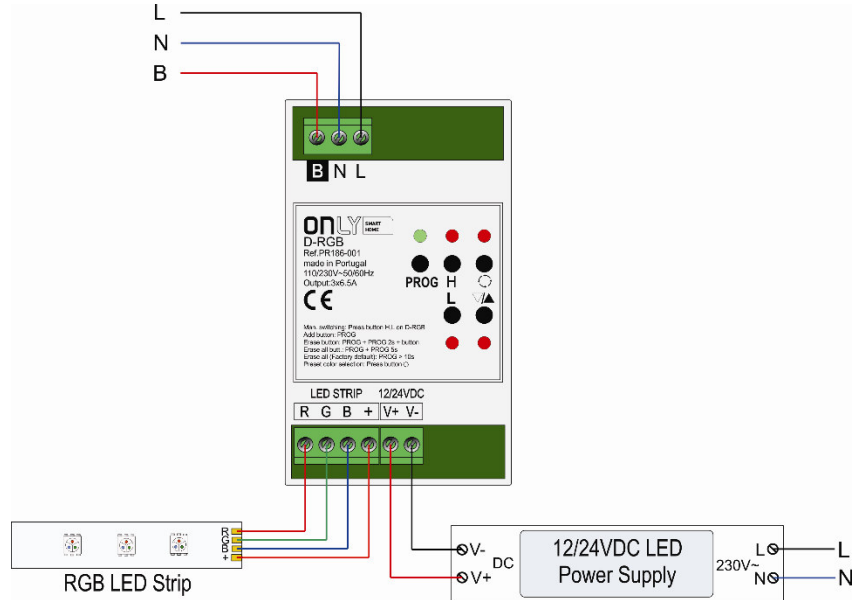 L
N
B
B N L
ONLY SMART HOME
D-RGB
Ref.PR186-001
made in Portugal
110/230V~50/60Hz
Output:3x6.5A
CE
PROG H
L
Man. switching: Press button H/L on D-RGB
Add button: PROG
Erase button: PROG + PROG 2s + button
Erase all butt.: PROG + PROG 5s
Erase all (Factory default): PROG > 10s
Preset color selection: Press button
LED STRIP 12/24VDC
R G B + V+ V-
R
G
B
+
RGB LED Strip
V-
V+
DC
12/24VDC LED
Power Supply
230V~
L
N
L
N